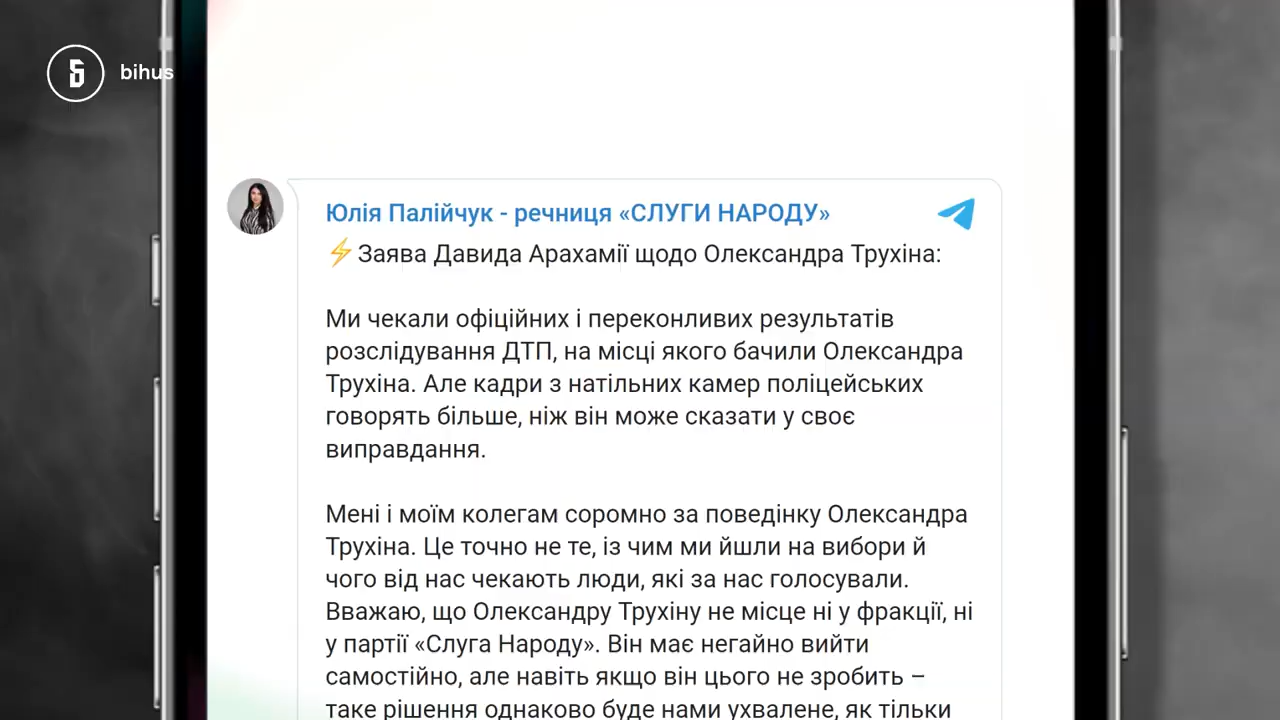 bihus
Юлія Палійчук - речниця «СЛУГИ НАРОДУ»
⚡Заява Давида Арахамії щодо Олександра Трухіна:
Ми чекали офіційних і переконливих результатів
розслідування ДТП, на місці якого бачили Олександра
Трухіна. Але кадри з натільних камер поліцейських
говорять більше, ніж він може сказати у своє
виправдання.
Мені і моїм колегам соромно за поведінку Олександра
Трухіна. Це точно не те, із чим ми йшли на вибори й
чого від нас чекають люди, які за нас голосували.
Вважаю, що Олександру Трухіну не місце ні у фракції, ні
у партії «Слуга Народу». Він має негайно вийти
самостійно, але навіть якщо він цього не зробить –
таке рішення однаково буде нами ухвалене, як тільки